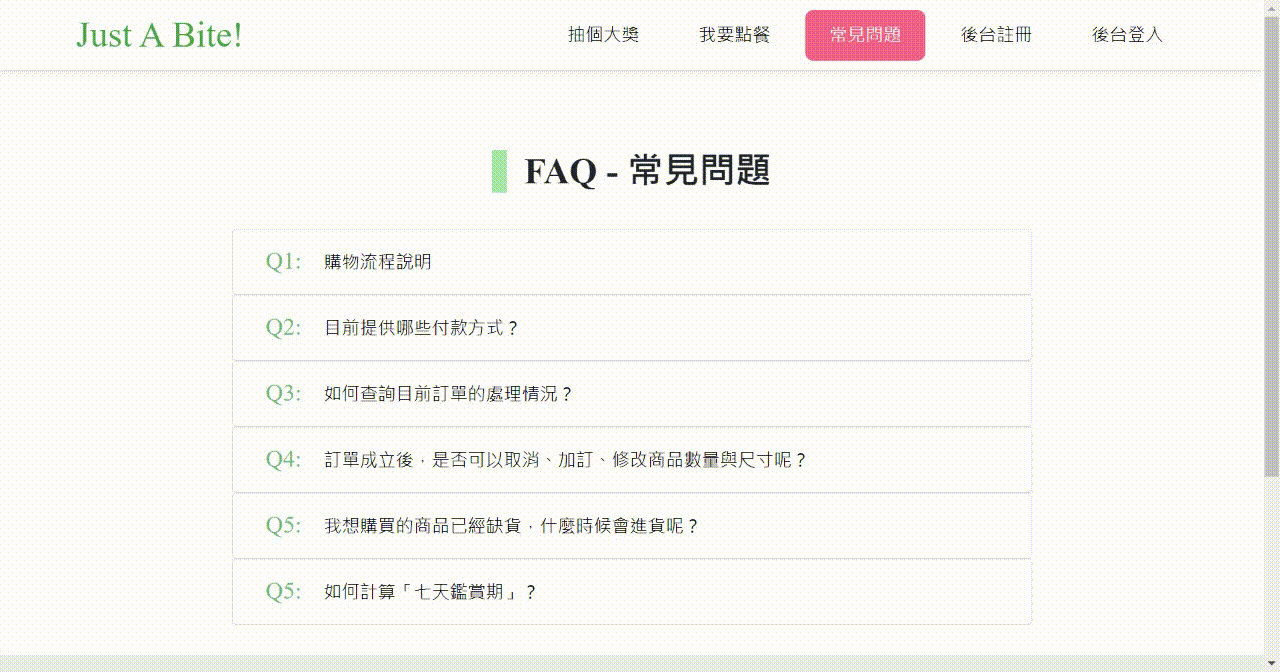 Just A Bite!
抽個大獎
我要點餐
常見問題
後台註冊
後台登入
FAQ - 常見問題
Q1: 購物流程說明
Q2: 目前提供哪些付款方式？
Q3: 如何查詢目前訂單的處理情況？
Q4: 訂單成立後，是否可以取消、加訂、修改商品數量與尺寸呢？
Q5: 我想購買的商品已經缺貨，什麼時候會進貨呢？
Q5: 如何計算「七天鑑賞期」？